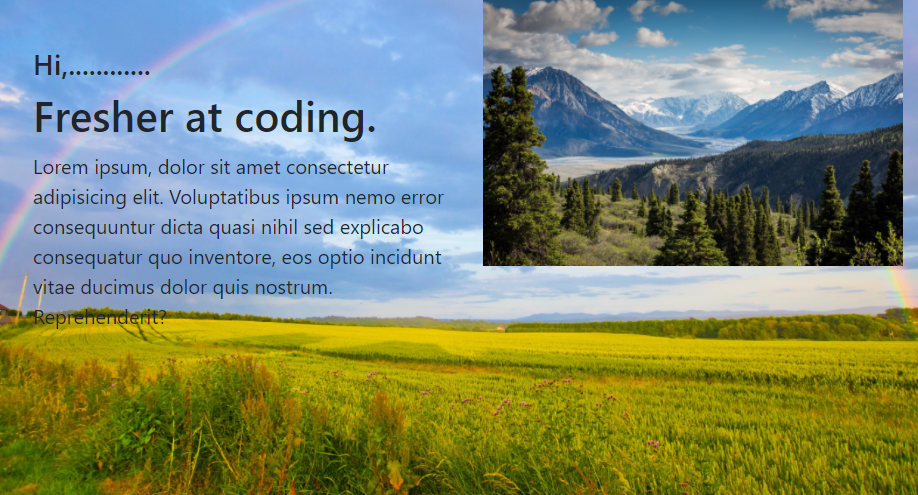 Hi,............
Fresher at coding.
Lorem ipsum, dolor sit amet consectetur
adipisicing elit. Voluptatibus ipsum nemo error
consequuntur dicta quasi nihil sed explicabo
consequatur quo inventore, eos optio incidunt
vitae ducimus dolor quis nostrum.
Reprehenderit?